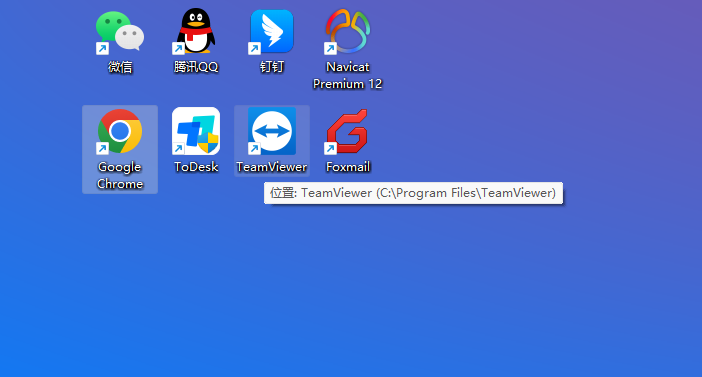 微信
腾讯QQ
钉钉
Navicat
Premium 12
Google
Chrome
ToDesk
TeamViewer
Foxmail
位置: TeamViewer (C:\Program Files\TeamViewer)